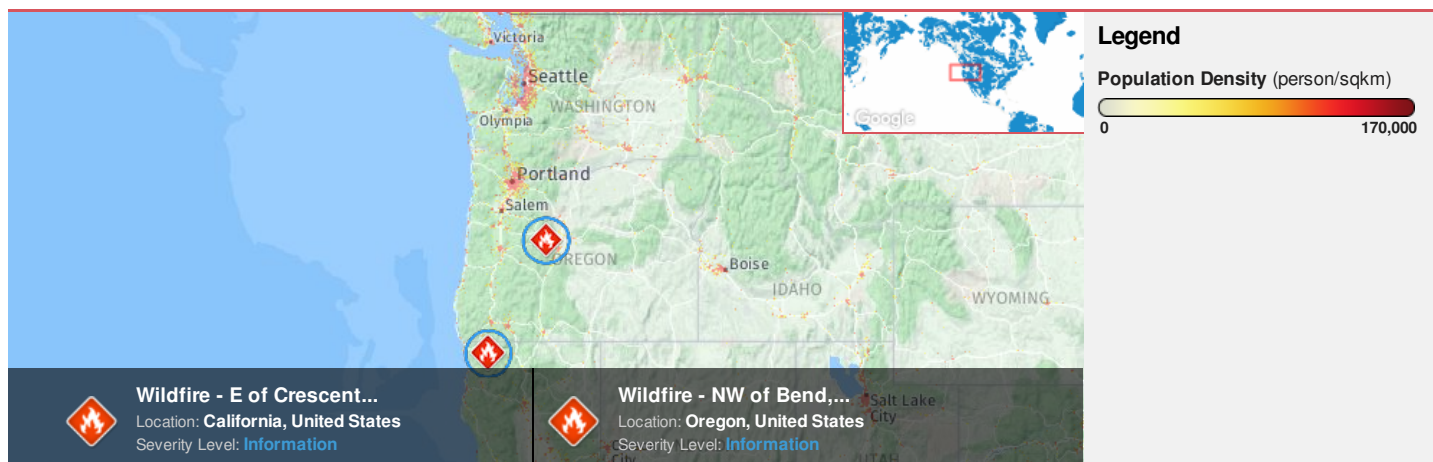 Victoria
Seattle
WASHINGTON
Olympia
Portland
Salem
OREGON
Boise
IDAHO
WYOMING
Google
Legend
Population Density (person/sqkm)
0 170,000
Wildfire - E of Crescent...
Location: California, United States
Severity Level: Information
Wildfire - NW of Bend,...
Location: Oregon, United States
Severity Level: Information
Salt Lake
City
City
UTAH